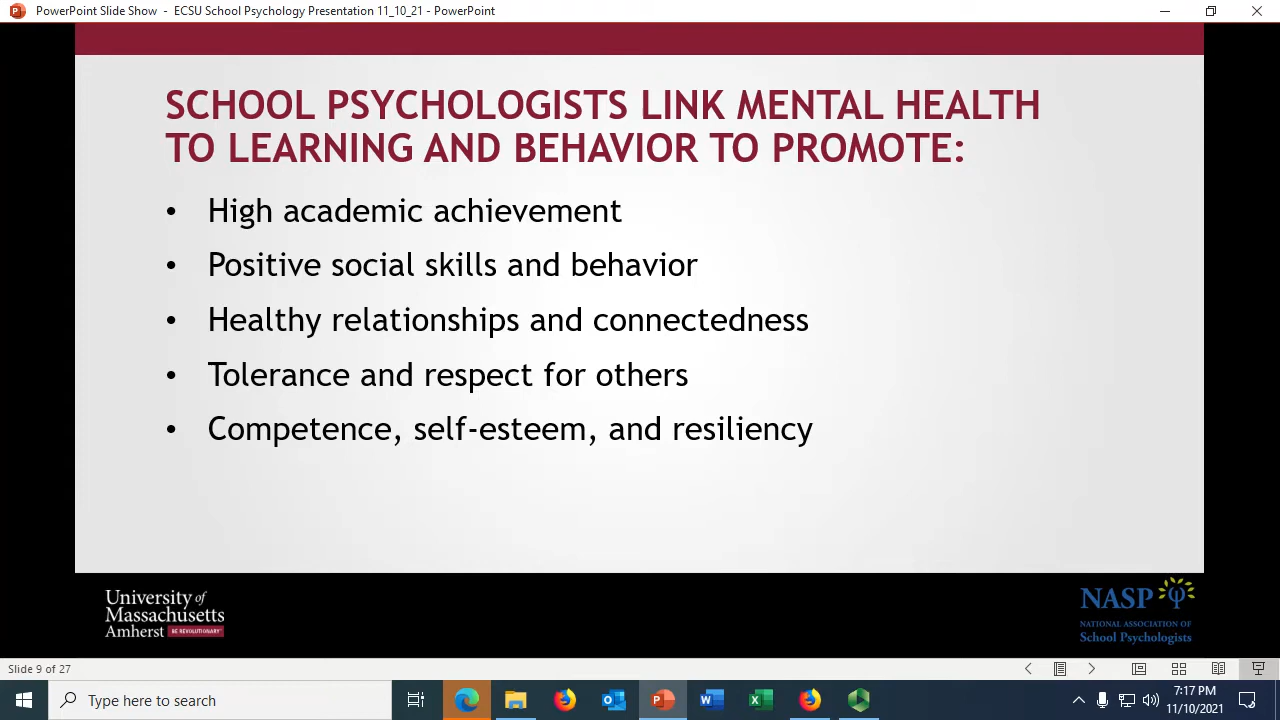 PowerPoint Slide Show - ECSU School Psychology Presentation 11_10_21 - PowerPoint
SCHOOL PSYCHOLOGISTS LINK MENTAL HEALTH
TO LEARNING AND BEHAVIOR TO PROMOTE:
• High academic achievement
• Positive social skills and behavior
• Healthy relationships and connectedness
• Tolerance and respect for others
• Competence, self-esteem, and resiliency
University of
Massachusetts
Amherst BE REVOLUTIONARY™
NASP
NATIONAL ASSOCIATION OF
School Psychologists
Slide 9 of 27
Type here to search
7:17 PM
11/10/2021